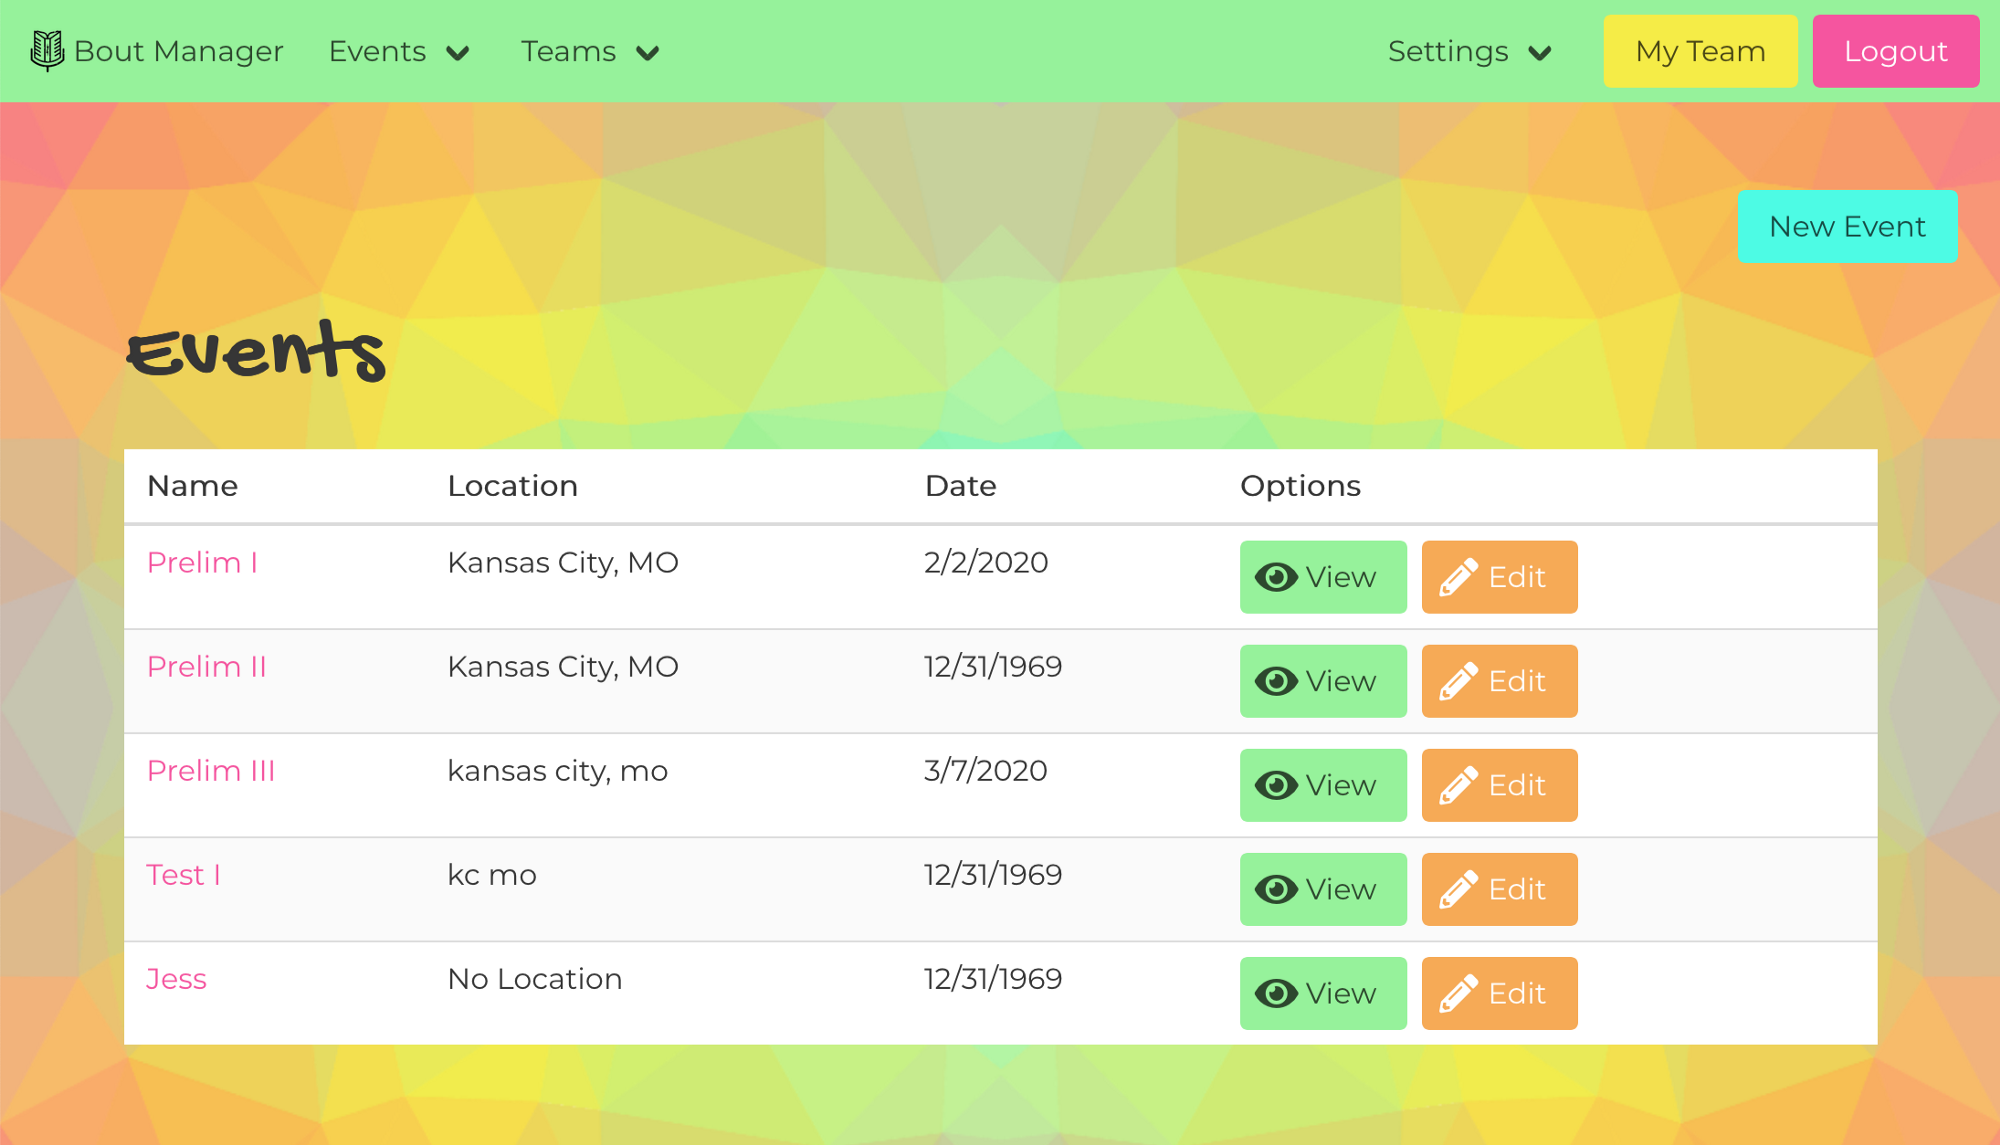 Bout Manager Events Teams Settings My Team Logout
New Event
Events
Name Location Date Options
Prelim I Kansas City, MO 2/2/2020 View Edit
Prelim II Kansas City, MO 12/31/1969 View Edit
Prelim III kansas city, mo 3/7/2020 View Edit
Test I kc mo 12/31/1969 View Edit
Jess No Location 12/31/1969 View Edit